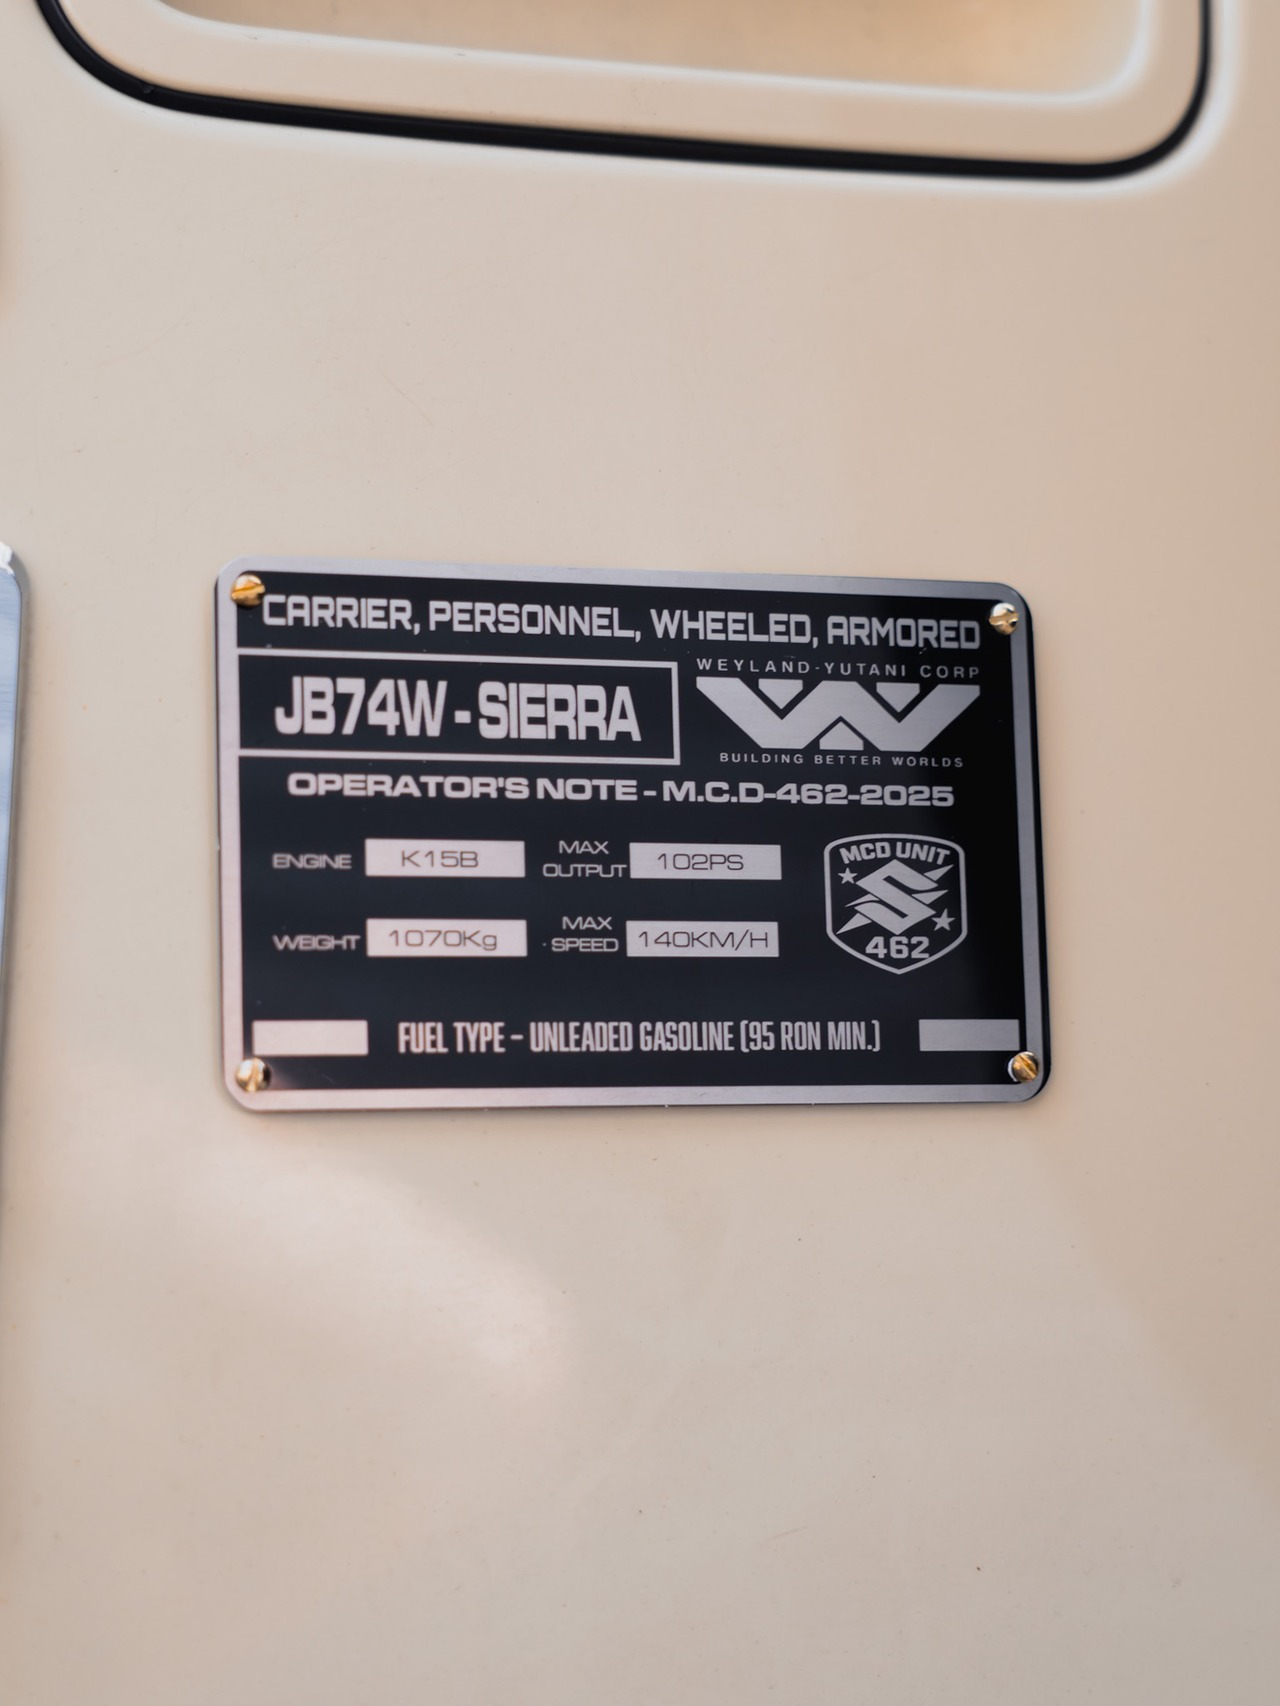 CARRIER, PERSONNEL, WHEELED, ARMORED
JB74W - SIERRA
WEYLAND-YUTANI CORP
BUILDING BETTER WORLDS
OPERATOR'S NOTE - M.C.D-462-2025
ENGINE K15B
MAX OUTPUT 102PS
WEIGHT 1070Kg
MAX SPEED 140KM/H
MCD UNIT
462
FUEL TYPE - UNLEADED GASOLINE (95 RON MIN.)